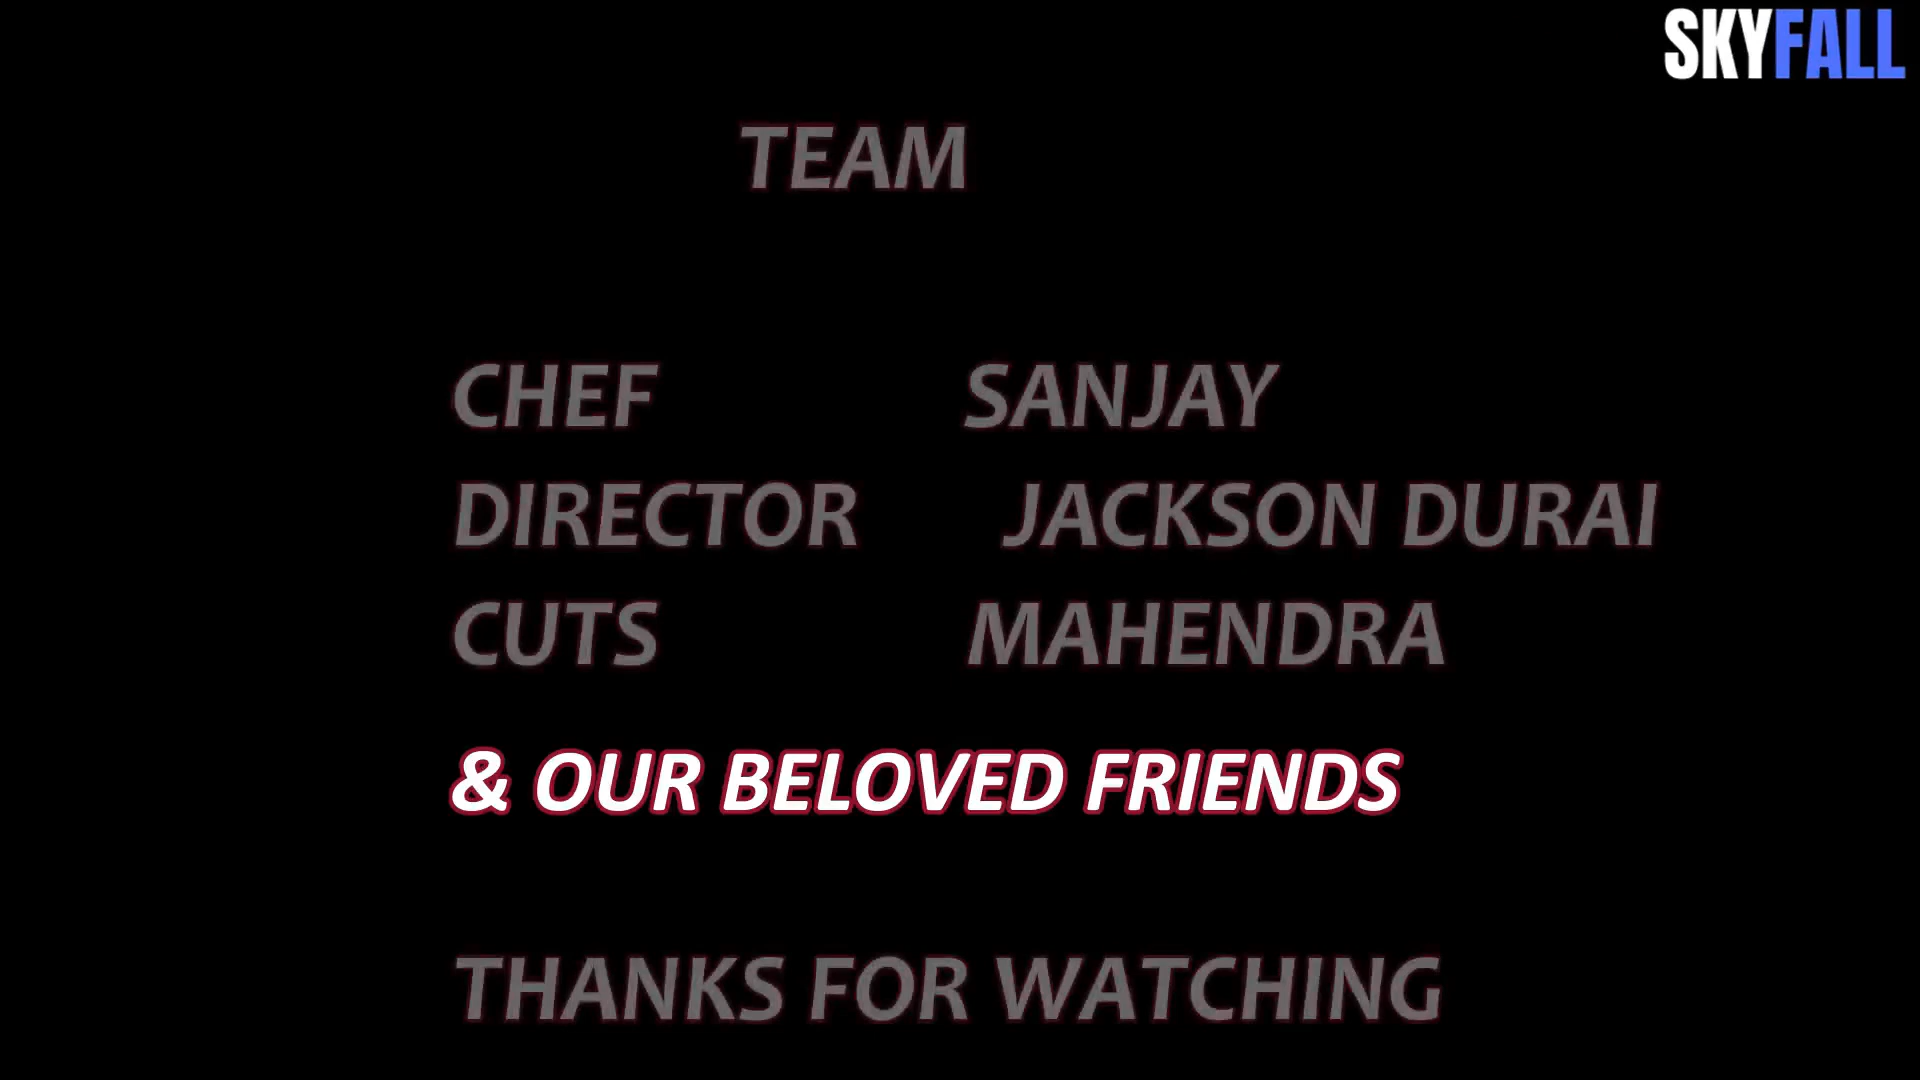 SKYFALL
TEAM
CHEF SANJAY
DIRECTOR JACKSON DURAI
CUTS MAHENDRA
& OUR BELOVED FRIENDS
THANKS FOR WATCHING